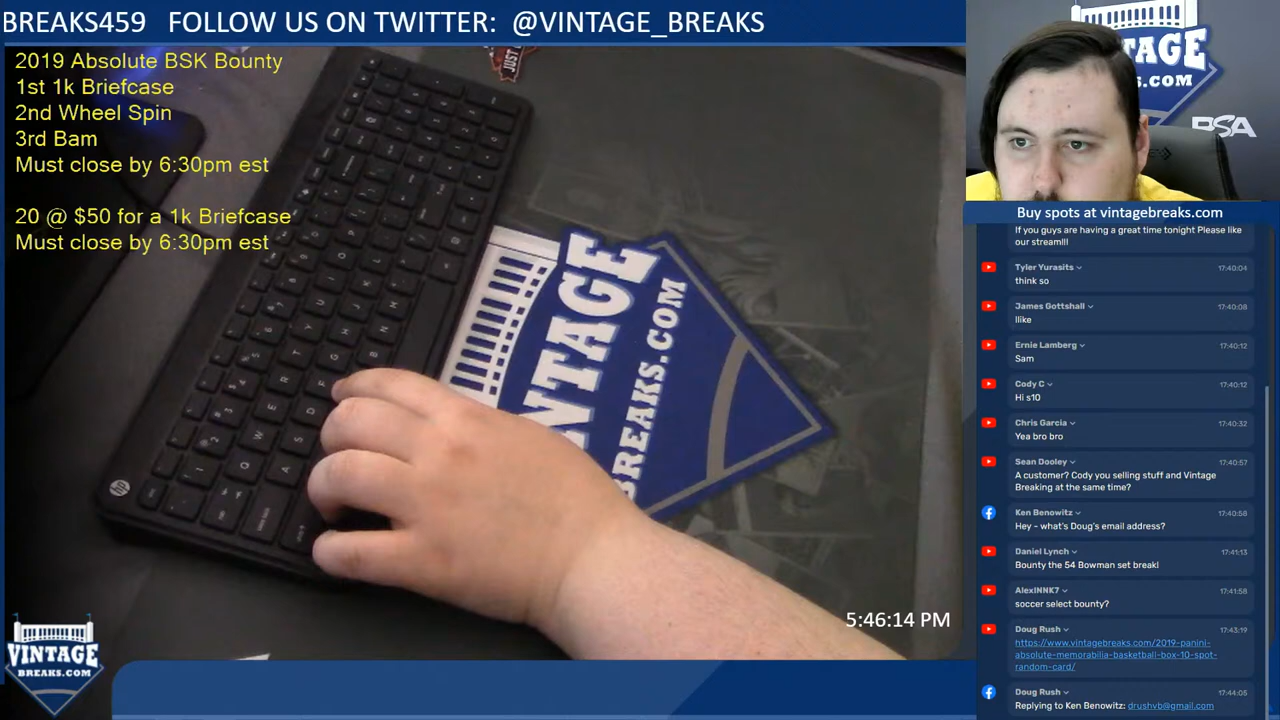 BREAKS459 FOLLOW US ON TWITTER: @VINTAGE_BREAKS
2019 Absolute BSK Bounty
1st 1k Briefcase
2nd Wheel Spin
3rd Bam
Must close by 6:30pm est
20 @ $50 for a 1k Briefcase
Must close by 6:30pm est
JUST
hp
VINTAGE
BREAKS.COM
5:46:14 PM
VINTAGE
BREAKS.COM
TAGE
.COM
PSA
Buy spots at vintagebreaks.com
If you guys are having a great time tonight Please like
our stream!!!
Tyler Yurasits 17:40:04
think so
James Gottshall 17:40:08
llike
Ernie Lamberg 17:40:12
Sam
Cody C 17:40:12
Hi s10
Chris Garcia 17:40:32
Yea bro bro
Sean Dooley 17:40:57
A customer? Cody you selling stuff and Vintage
Breaking at the same time?
Ken Benowitz 17:40:58
Hey - what's Doug's email address?
Daniel Lynch 17:41:13
Bounty the 54 Bowman set break!
AlexINNK7 17:41:58
soccer select bounty?
Doug Rush 17:43:19
https://www.vintagebreaks.com/2019-panini-
absolute-memorabilia-basketball-box-10-spot-
random-card/
Doug Rush 17:44:05
Replying to Ken Benowitz: drushvb@gmail.com